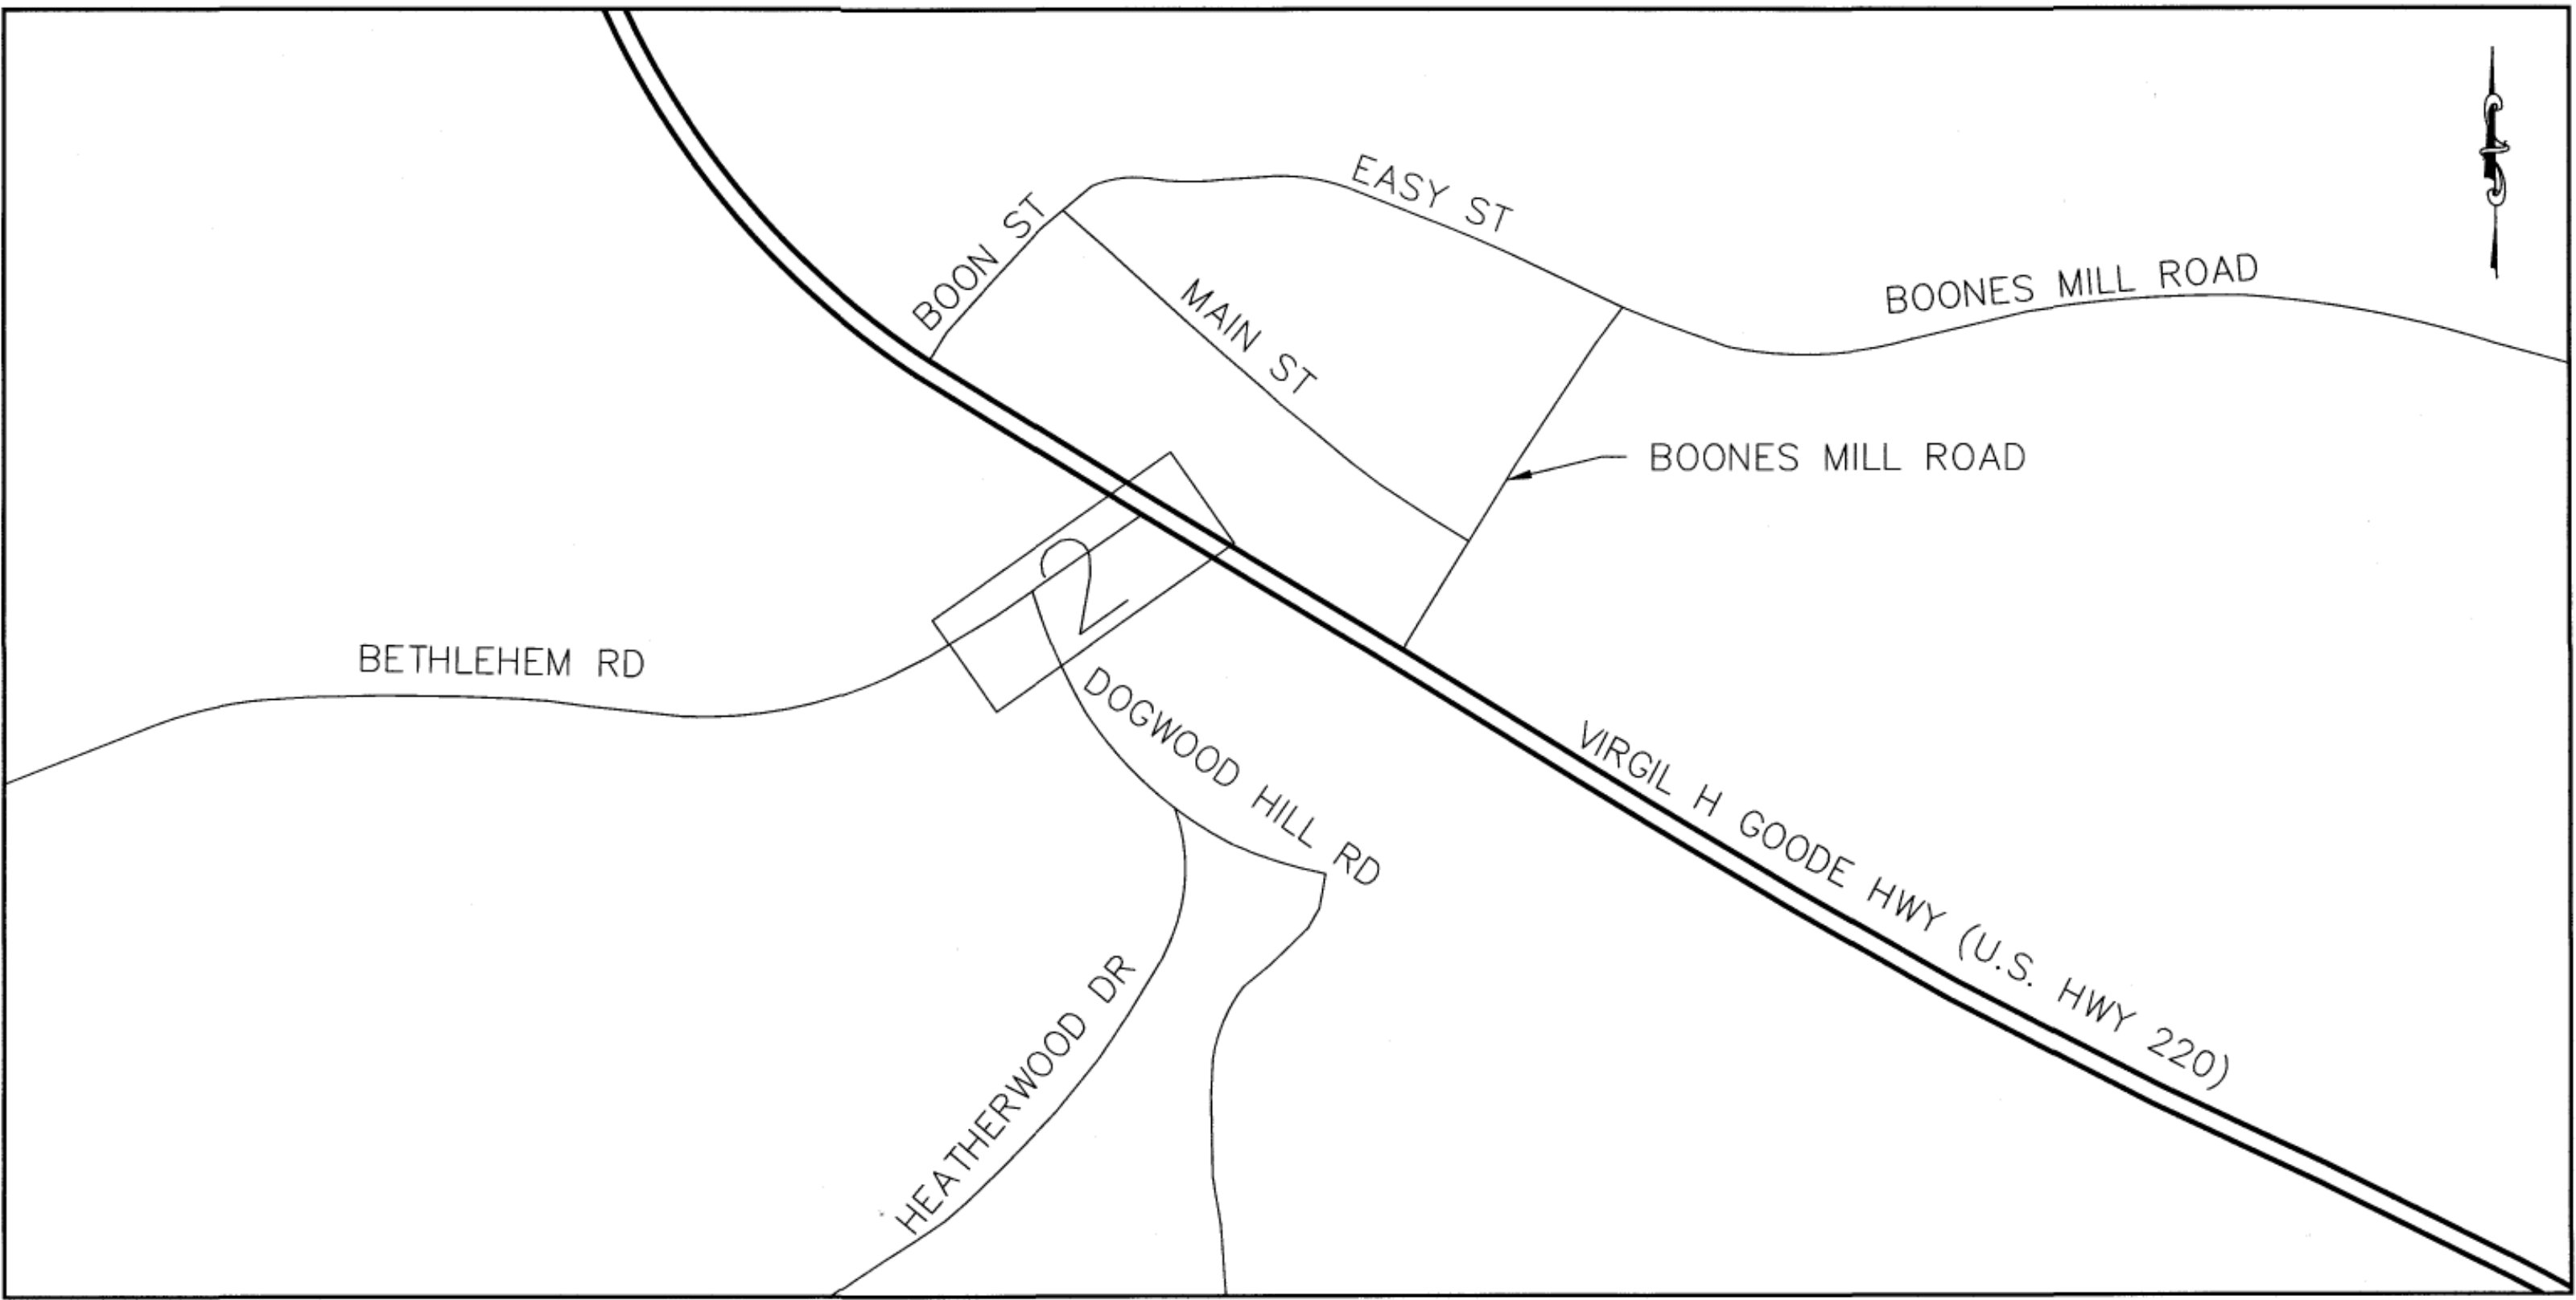 EASY ST
BOON ST
BOONES MILL ROAD
MAIN ST
BOONES MILL ROAD
2
BETHLEHEM RD
DOGWOOD HILL RD
VIRGIL H GOODE HWY (U.S. HWY 220)
HEATHERWOOD DR